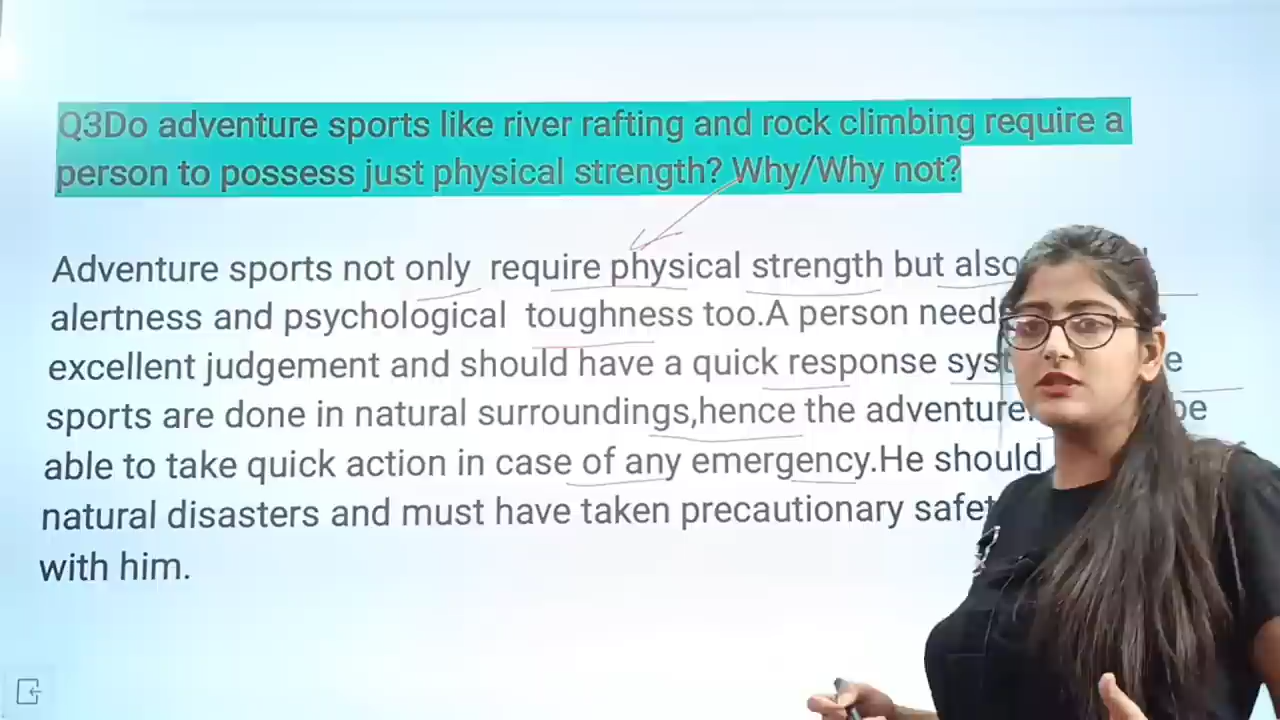 Q3Do adventure sports like river rafting and rock climbing require a
person to possess just physical strength? Why/Why not?
Adventure sports not only require physical strength but also
alertness and psychological toughness too.A person needs
excellent judgement and should have a quick response
sports are done in natural surroundings,hence the be
able to take quick action in case of any emergency.He should
natural disasters and must have taken precautionary
with him.